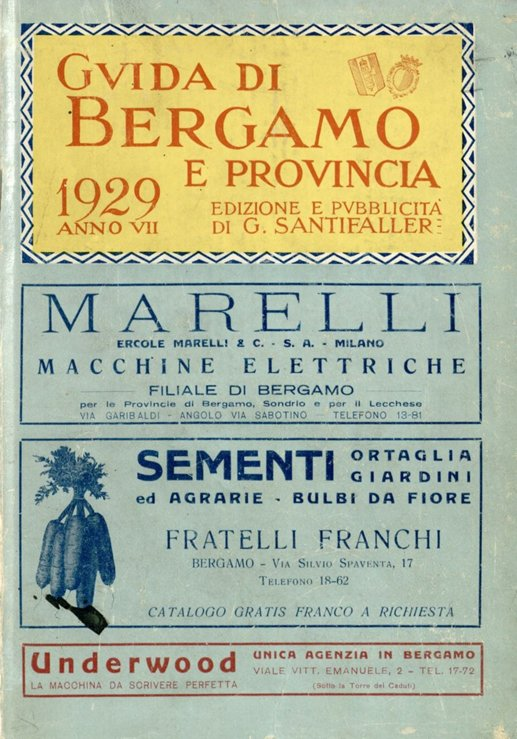 GVIDA DI
BERGAMO
E PROVINCIA
1929
ANNO VII
EDIZIONE E PVBBLICITÀ
DI G. SANTIFALLER
MARELLI
ERCOLE MARELLI & C. - S. A. - MILANO
MACCHINE ELETTRICHE
FILIALE DI BERGAMO
per le Provincie di Bergamo, Sondrio e per il Lecchese
VIA GARIBALDI - ANGOLO VIA SABOTINO - TELEFONO 13-81
SEMENTI ORTAGLIA
GIARDINI
ed AGRARIE - BULBI DA FIORE
FRATELLI FRANCHI
BERGAMO - VIA SILVIO SPAVENTA, 17
TELEFONO 18-62
CATALOGO GRATIS FRANCO A RICHIESTA
Underwood
LA MACCHINA DA SCRIVERE PERFETTA
UNICA AGENZIA IN BERGAMO
VIALE VITT. EMANUELE, 2 - TEL. 17-72
(Sotto la Torre dei Caduti)